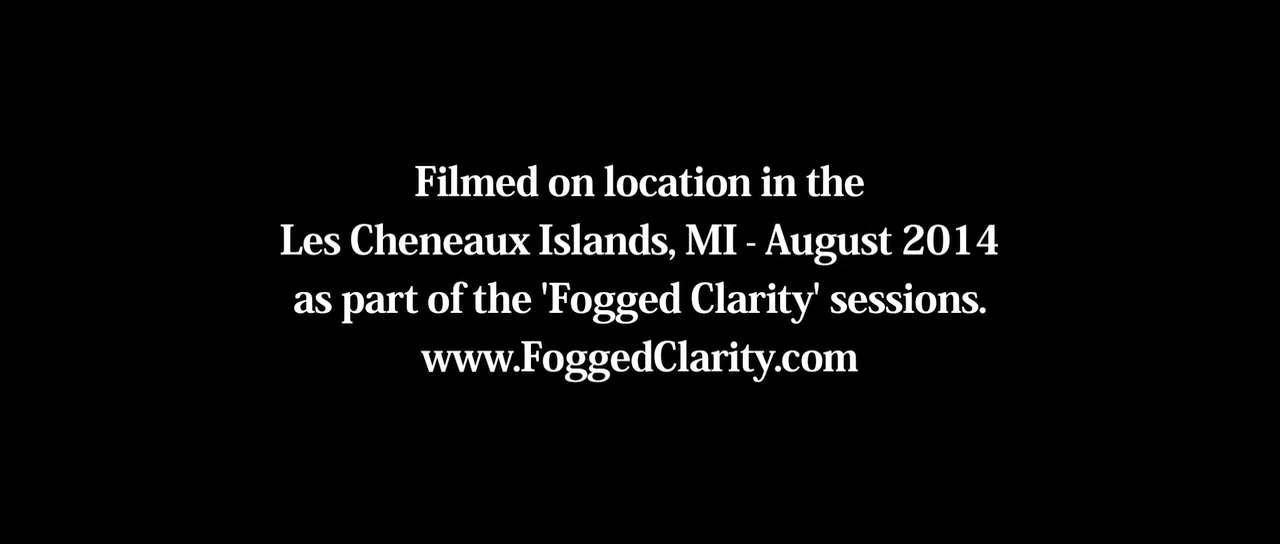 Filmed on location in the
Les Cheneaux Islands, MI - August 2014
as part of the 'Fogged Clarity' sessions.
www.FoggedClarity.com